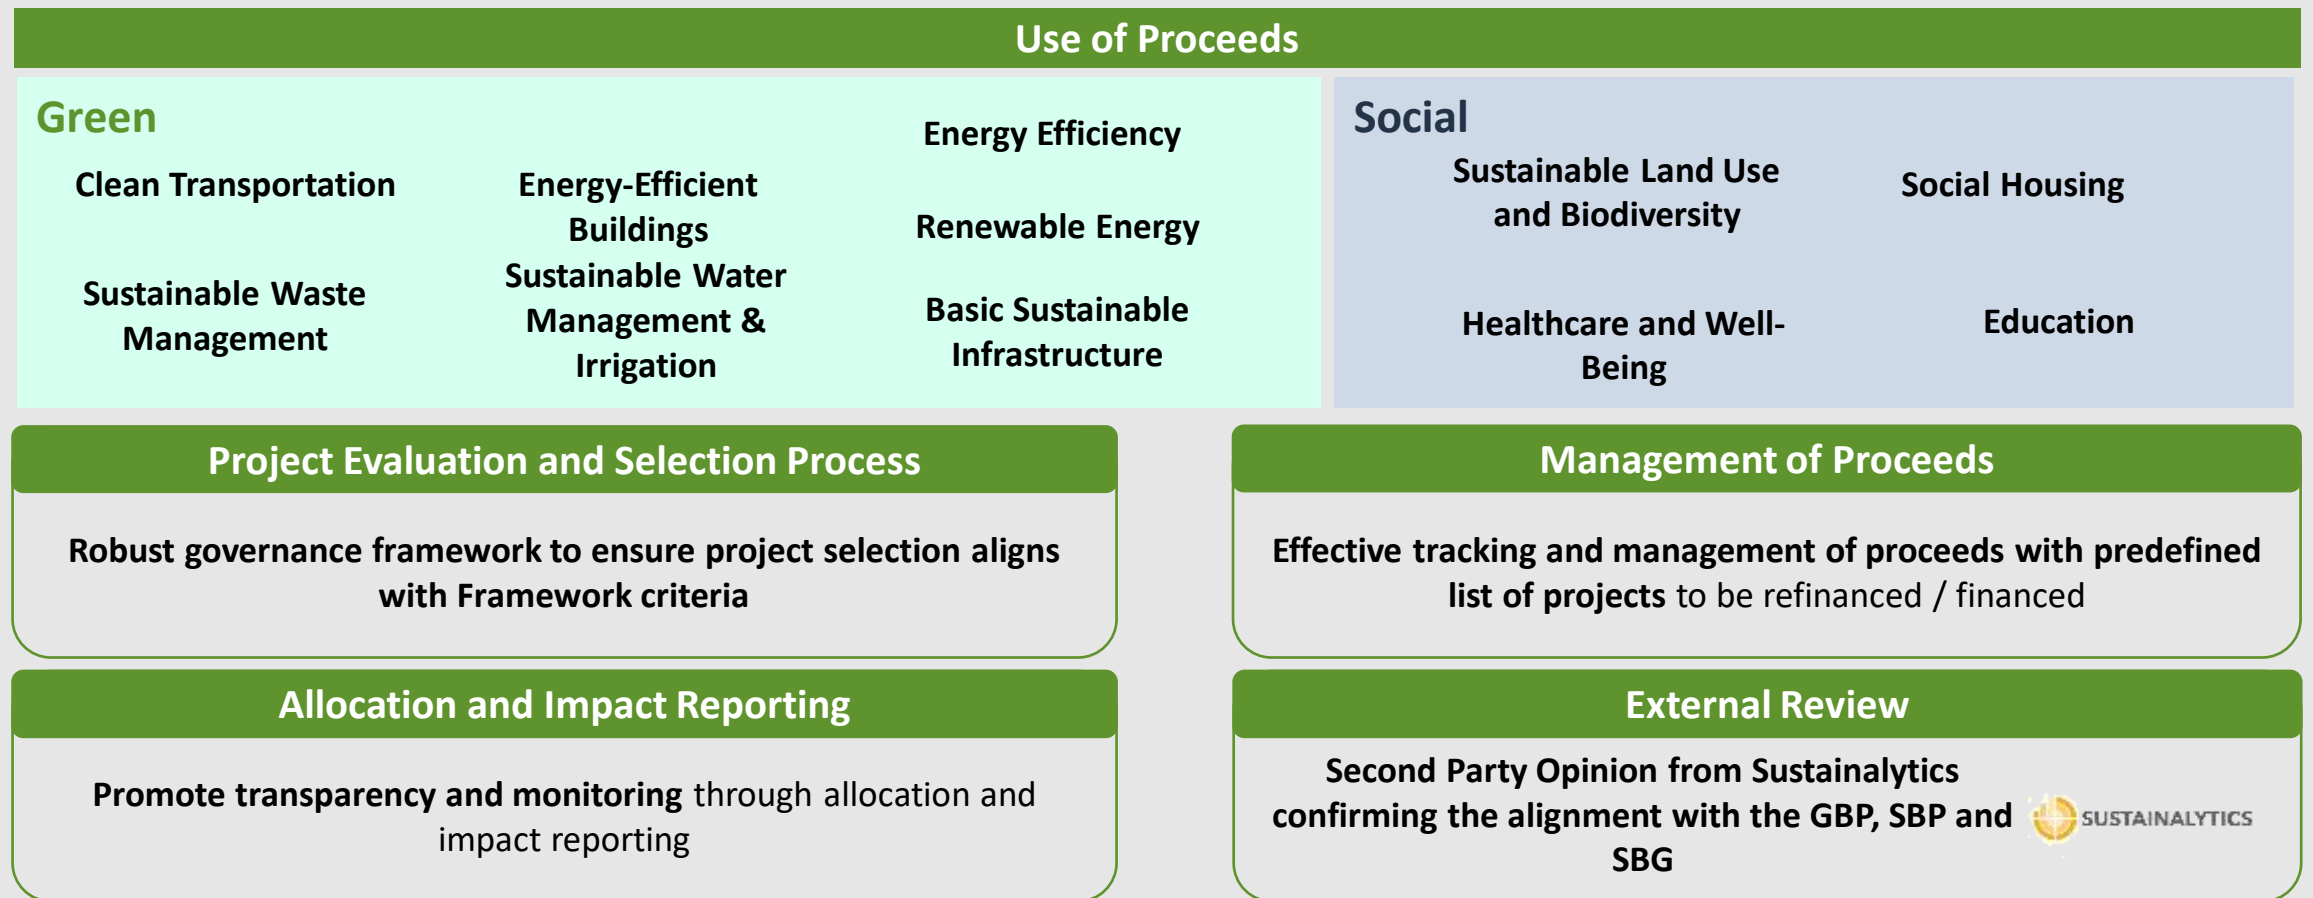 Use of Proceeds
Green
Clean Transportation
Energy-Efficient
Buildings
Energy Efficiency
Renewable Energy
Sustainable Waste
Management
Sustainable Water
Management &
Irrigation
Basic Sustainable
Infrastructure
Social
Sustainable Land Use
and Biodiversity
Social Housing
Healthcare and Well-
Being
Education
Project Evaluation and Selection Process
Robust governance framework to ensure project selection aligns
with Framework criteria
Management of Proceeds
Effective tracking and management of proceeds with predefined
list of projects to be refinanced / financed
Allocation and Impact Reporting
Promote transparency and monitoring through allocation and
impact reporting
External Review
Second Party Opinion from Sustainalytics
confirming the alignment with the GBP, SBP and
SBG
SUSTAINALYTICS